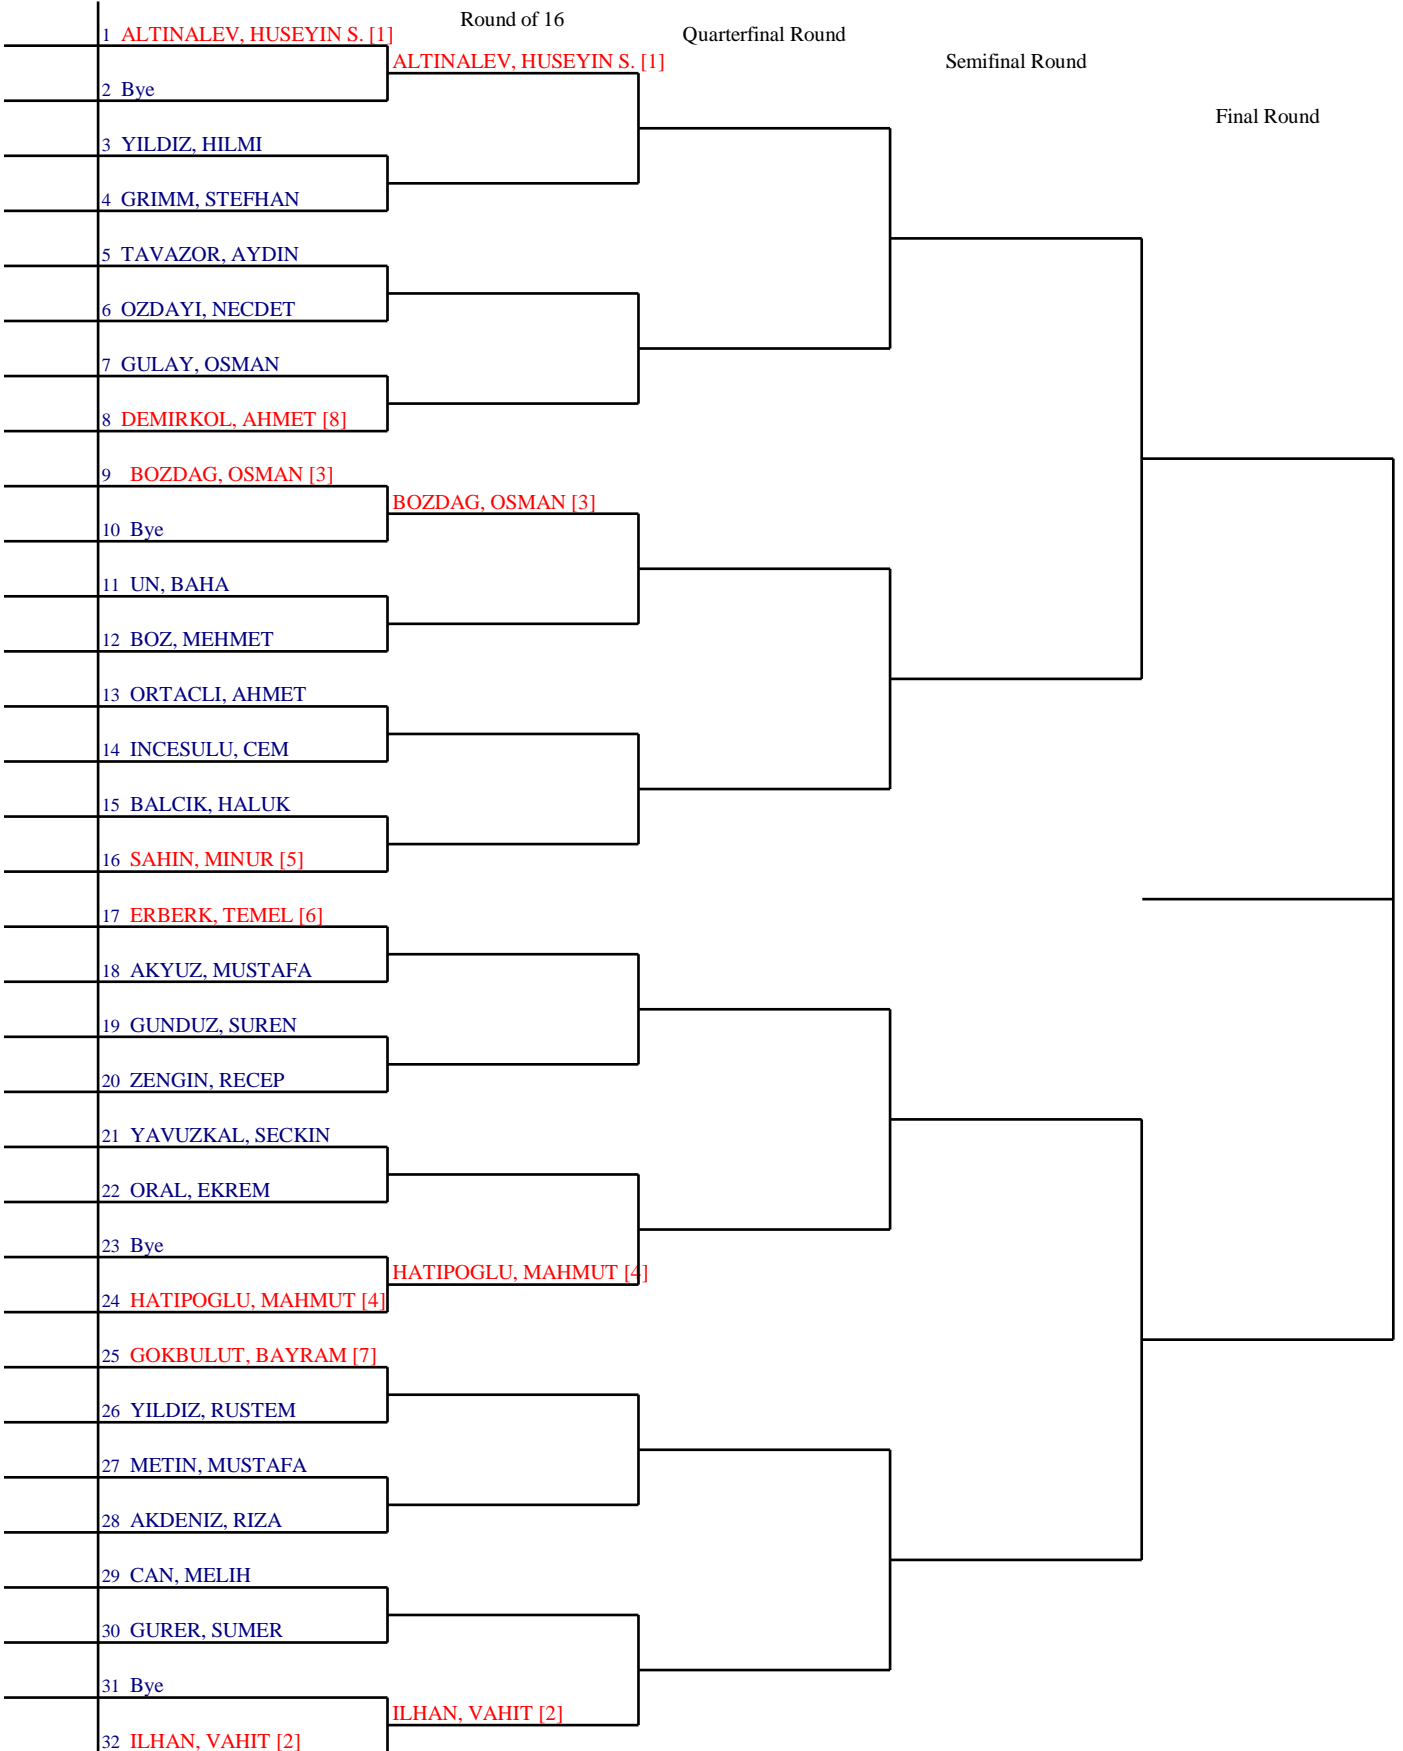 Round of 16
Quarterfinal Round
Semifinal Round
Final Round
1 ALTINALEV, HUSEYIN S. [1]
ALTINALEV, HUSEYIN S. [1]
2 Bye
3 YILDIZ, HILMI
4 GRIMM, STEFHAN
5 TAVAZOR, AYDIN
6 OZDAYI, NECDET
7 GULAY, OSMAN
8 DEMIRKOL, AHMET [8]
9 BOZDAG, OSMAN [3]
BOZDAG, OSMAN [3]
10 Bye
11 UN, BAHA
12 BOZ, MEHMET
13 ORTACLI, AHMET
14 INCESULU, CEM
15 BALCIK, HALUK
16 SAHIN, MINUR [5]
17 ERBERK, TEMEL [6]
18 AKYUZ, MUSTAFA
19 GUNDUZ, SUREN
20 ZENGIN, RECEP
21 YAVUZKAL, SECKIN
22 ORAL, EKREM
23 Bye
HATIPOGLU, MAHMUT [4]
24 HATIPOGLU, MAHMUT [4]
25 GOKBULUT, BAYRAM [7]
26 YILDIZ, RUSTEM
27 METIN, MUSTAFA
28 AKDENIZ, RIZA
29 CAN, MELIH
30 GURER, SUMER
31 Bye
ILHAN, VAHIT [2]
32 ILHAN, VAHIT [2]